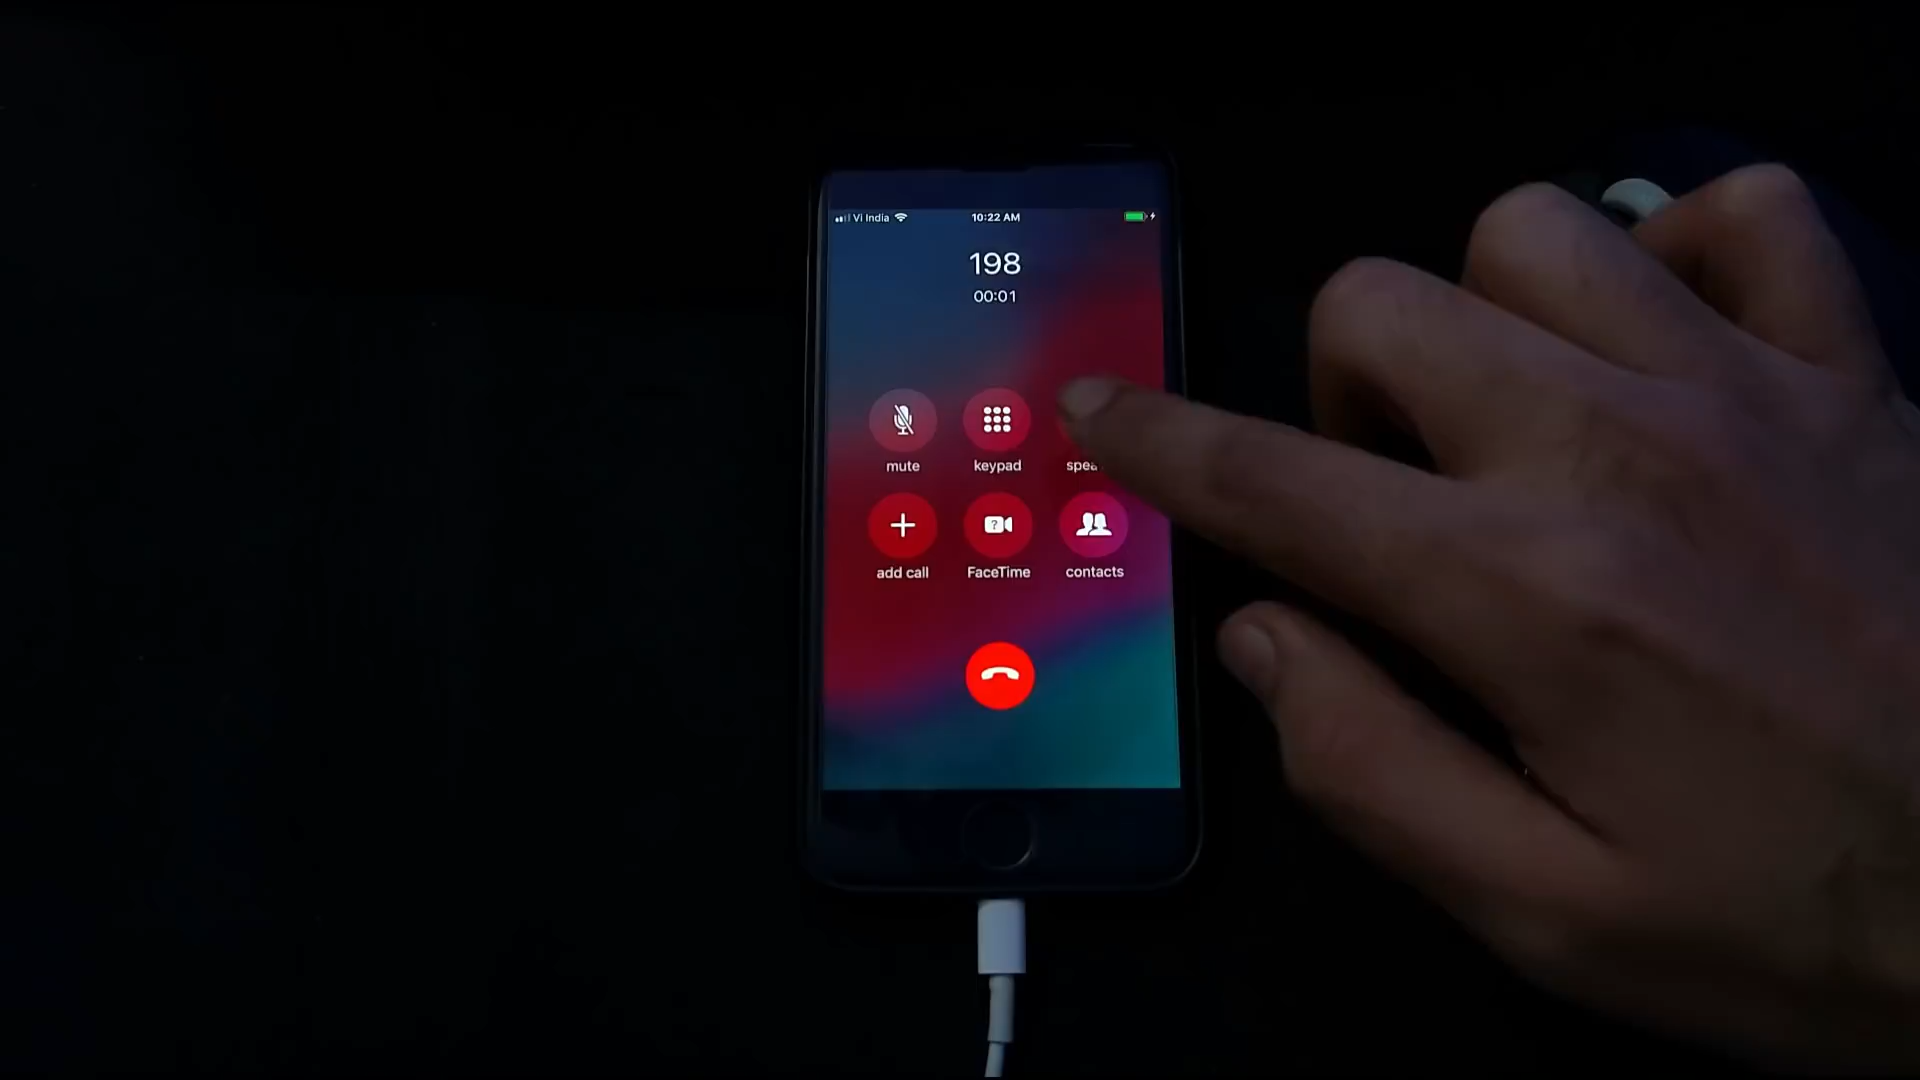 Vi India 10:22 AM
198
00:01
mute keypad spea
add call FaceTime contacts